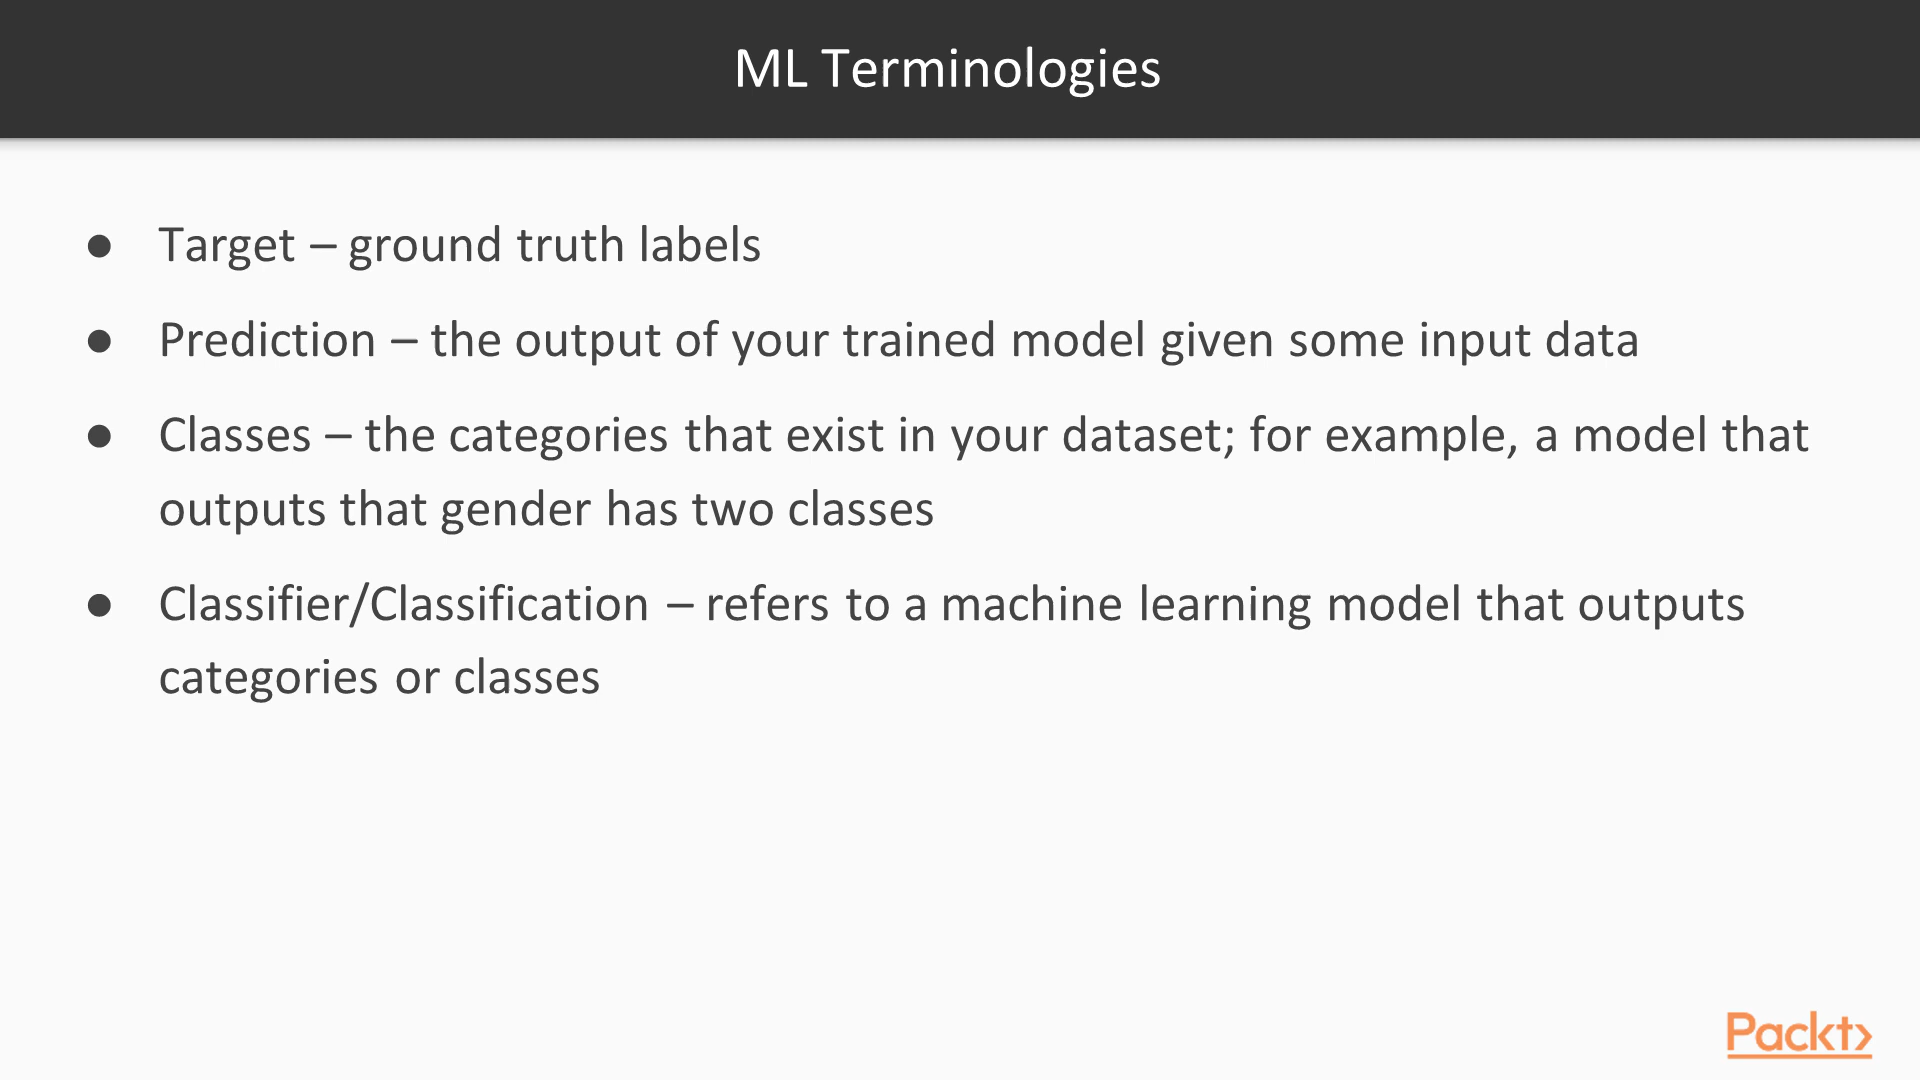 ML Terminologies
● Target – ground truth labels
● Prediction – the output of your trained model given some input data
● Classes – the categories that exist in your dataset; for example, a model that
outputs that gender has two classes
● Classifier/Classification – refers to a machine learning model that outputs
categories or classes
Packt>